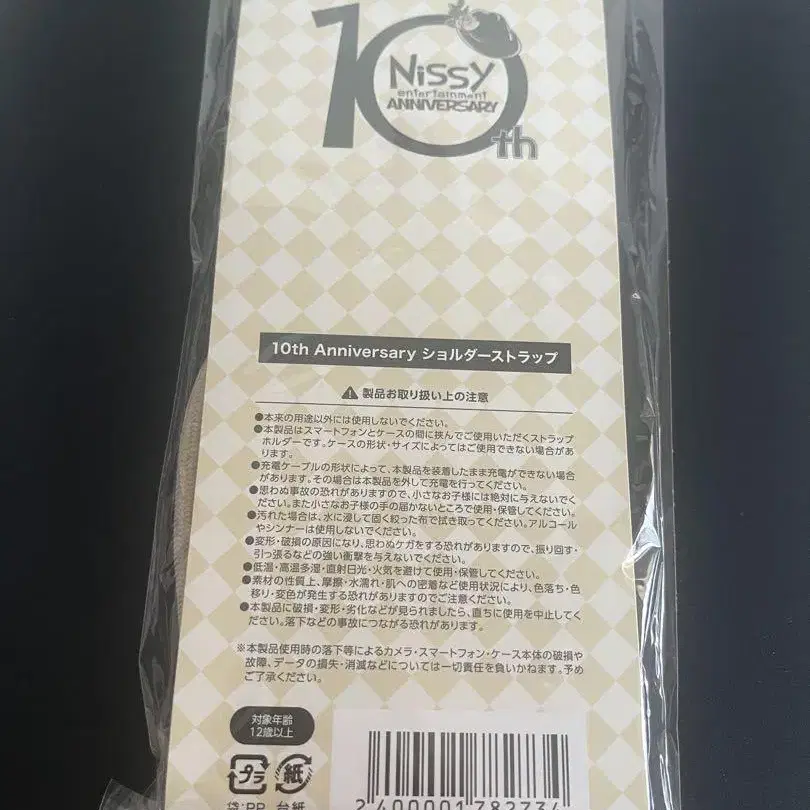 10th
Nissy
entertainment
ANNIVERSARY
10th Anniversary ショルダーストラップ
⚠ 製品お取り扱い上の注意
●本来の用途以外には使用しないでください。
●本製品はスマートフォンとケースの間に挟んでご使用いただくストラップ
ホルダーです。ケースの形状・サイズによってはご使用できない場合があ
ります。
●充電ケーブルの形状によって、本製品を装着したまま充電ができない場合
があります。その場合は本製品を外して充電を行ってください。
●思わぬ事故の恐れがありますので、小さなお子様には絶対に与えないでく
ださい。また小さなお子様の手の届かないところで使用・保管してください。
●汚れた場合は、水に浸して固く絞った布で拭き取ってください。アルコール
やシンナーは使用しないでください。
●変形・破損の原因になり、思わぬケガをする恐れがありますので、振り回す・
引っ張るなどの強い衝撃を与えないでください。
●低温・高温多湿・直射日光・火気を避けて使用・保管してください。
●素材の性質上、摩擦・水濡れ・肌への密着など使用状況により、色落ち・色
移り・変色が発生する恐れがありますのでご注意ください。
●本製品に破損・変形・劣化などが見られましたら、直ちに使用を中止してく
ださい。落下などの事故につながる恐れがあります。
※本製品使用時の落下等によるカメラ・スマートフォン・ケース本体の破損や
故障、データの損失・消滅などについては一切責任を負いかねます。予め
ご了承ください。
対象年齢
12歳以上
プラ 紙
袋:PP 台紙
2400001782734